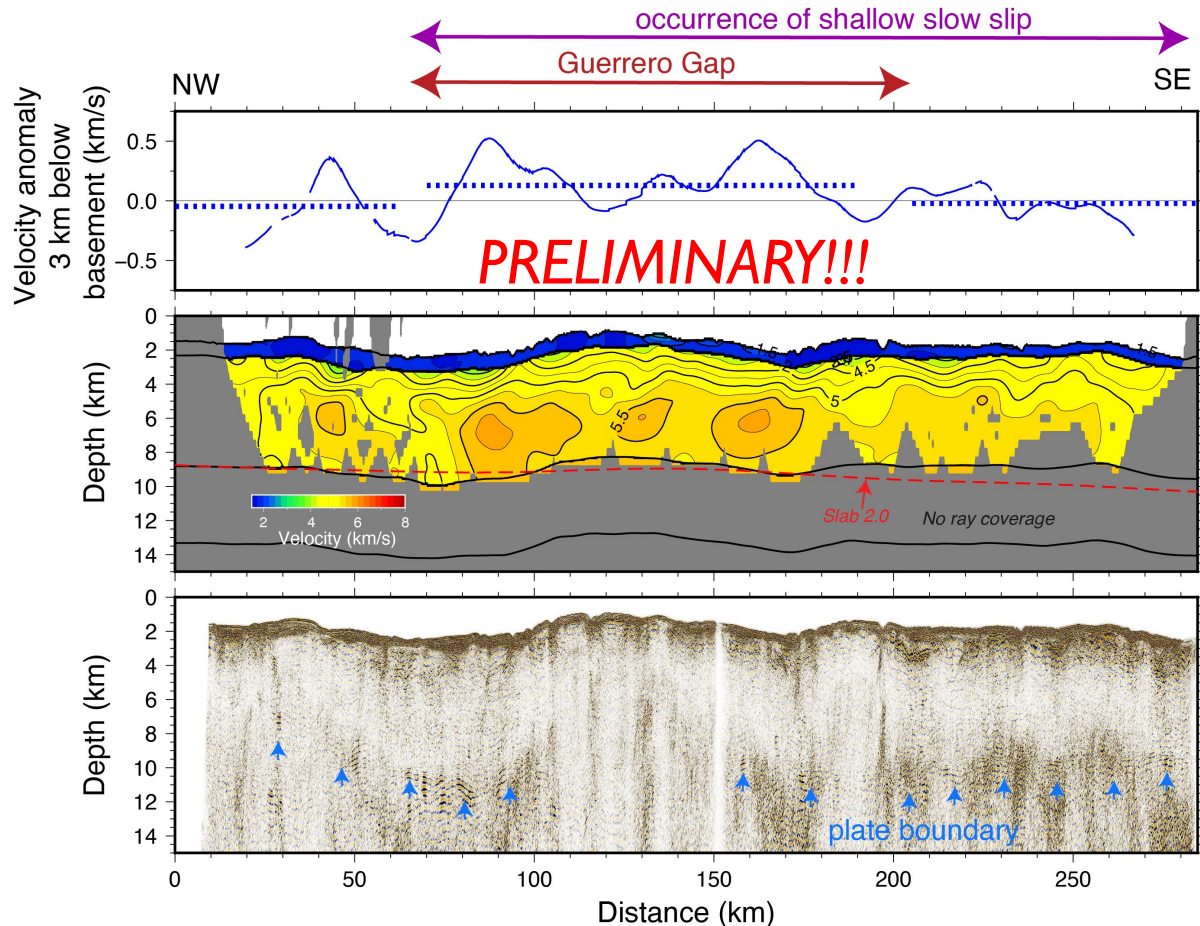 occurrence of shallow slow slip
Guerrero Gap
NW
SE
Velocity anomaly
3 km below
basement (km/s)
0.5
0.0
−0.5
PRELIMINARY!!!
Depth (km)
0
2
4
6
8
10
12
14
1.5
1.5
4.5
5
5.5
2 4 6 8
Velocity (km/s)
Slab 2.0
No ray coverage
Depth (km)
0
2
4
6
8
10
12
14
plate boundary
0 50 100 150 200 250
Distance (km)